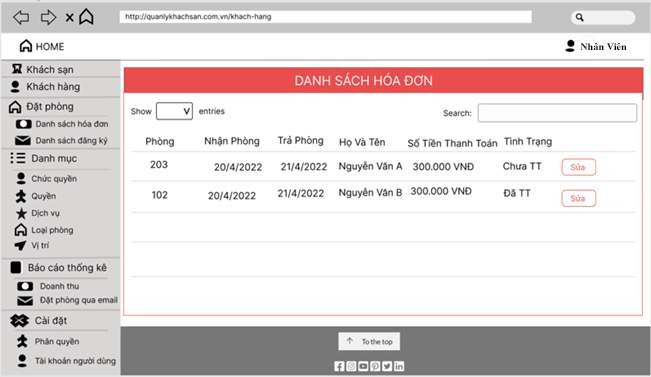 http://quanlykhachsan.com.vn/khach-hang
HOME
Nhân Viên
Khách sạn
Khách hàng
Đặt phòng
Danh sách hóa đơn
Danh sách đăng ký
Danh mục
Chức quyền
Quyền
Dịch vụ
Loại phòng
Vị trí
Báo cáo thống kê
Doanh thu
Đặt phòng qua email
Cài đặt
Phân quyền
Tài khoản người dùng
DANH SÁCH HÓA ĐƠN
Show V entries
Search:
Phòng Nhận Phòng Trả Phòng Họ Và Tên Số Tiền Thanh Toán Tình Trạng
203 20/4/2022 21/4/2022 Nguyễn Văn A 300.000 VNĐ Chưa TT Sửa
102 20/4/2022 21/4/2022 Nguyễn Văn B 300.000 VNĐ Đã TT Sửa
To the top